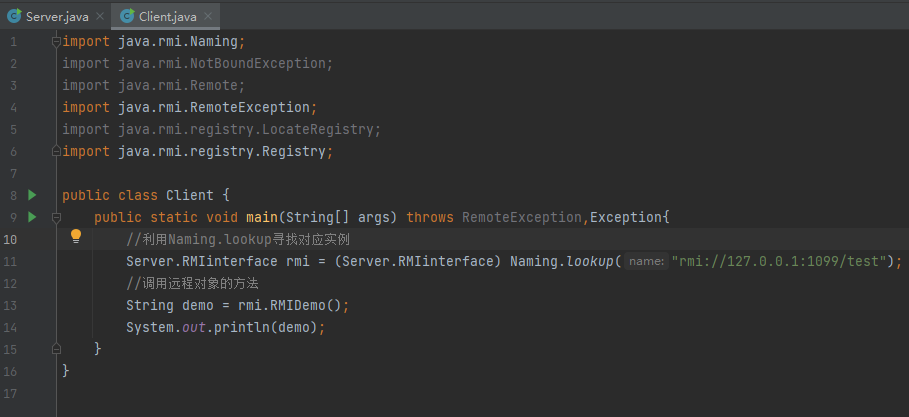 Server.java
Client.java
1 import java.rmi.Naming;
2 import java.rmi.NotBoundException;
3 import java.rmi.Remote;
4 import java.rmi.RemoteException;
5 import java.rmi.registry.LocateRegistry;
6 import java.rmi.registry.Registry;
7
8 public class Client {
9 public static void main(String[] args) throws RemoteException,Exception{
10 //利用Naming.lookup寻找对应实例
11 Server.RMIinterface rmi = (Server.RMIinterface) Naming.lookup( name: "rmi://127.0.0.1:1099/test");
12 //调用远程对象的方法
13 String demo = rmi.RMIDemo();
14 System.out.println(demo);
15 }
16 }
17